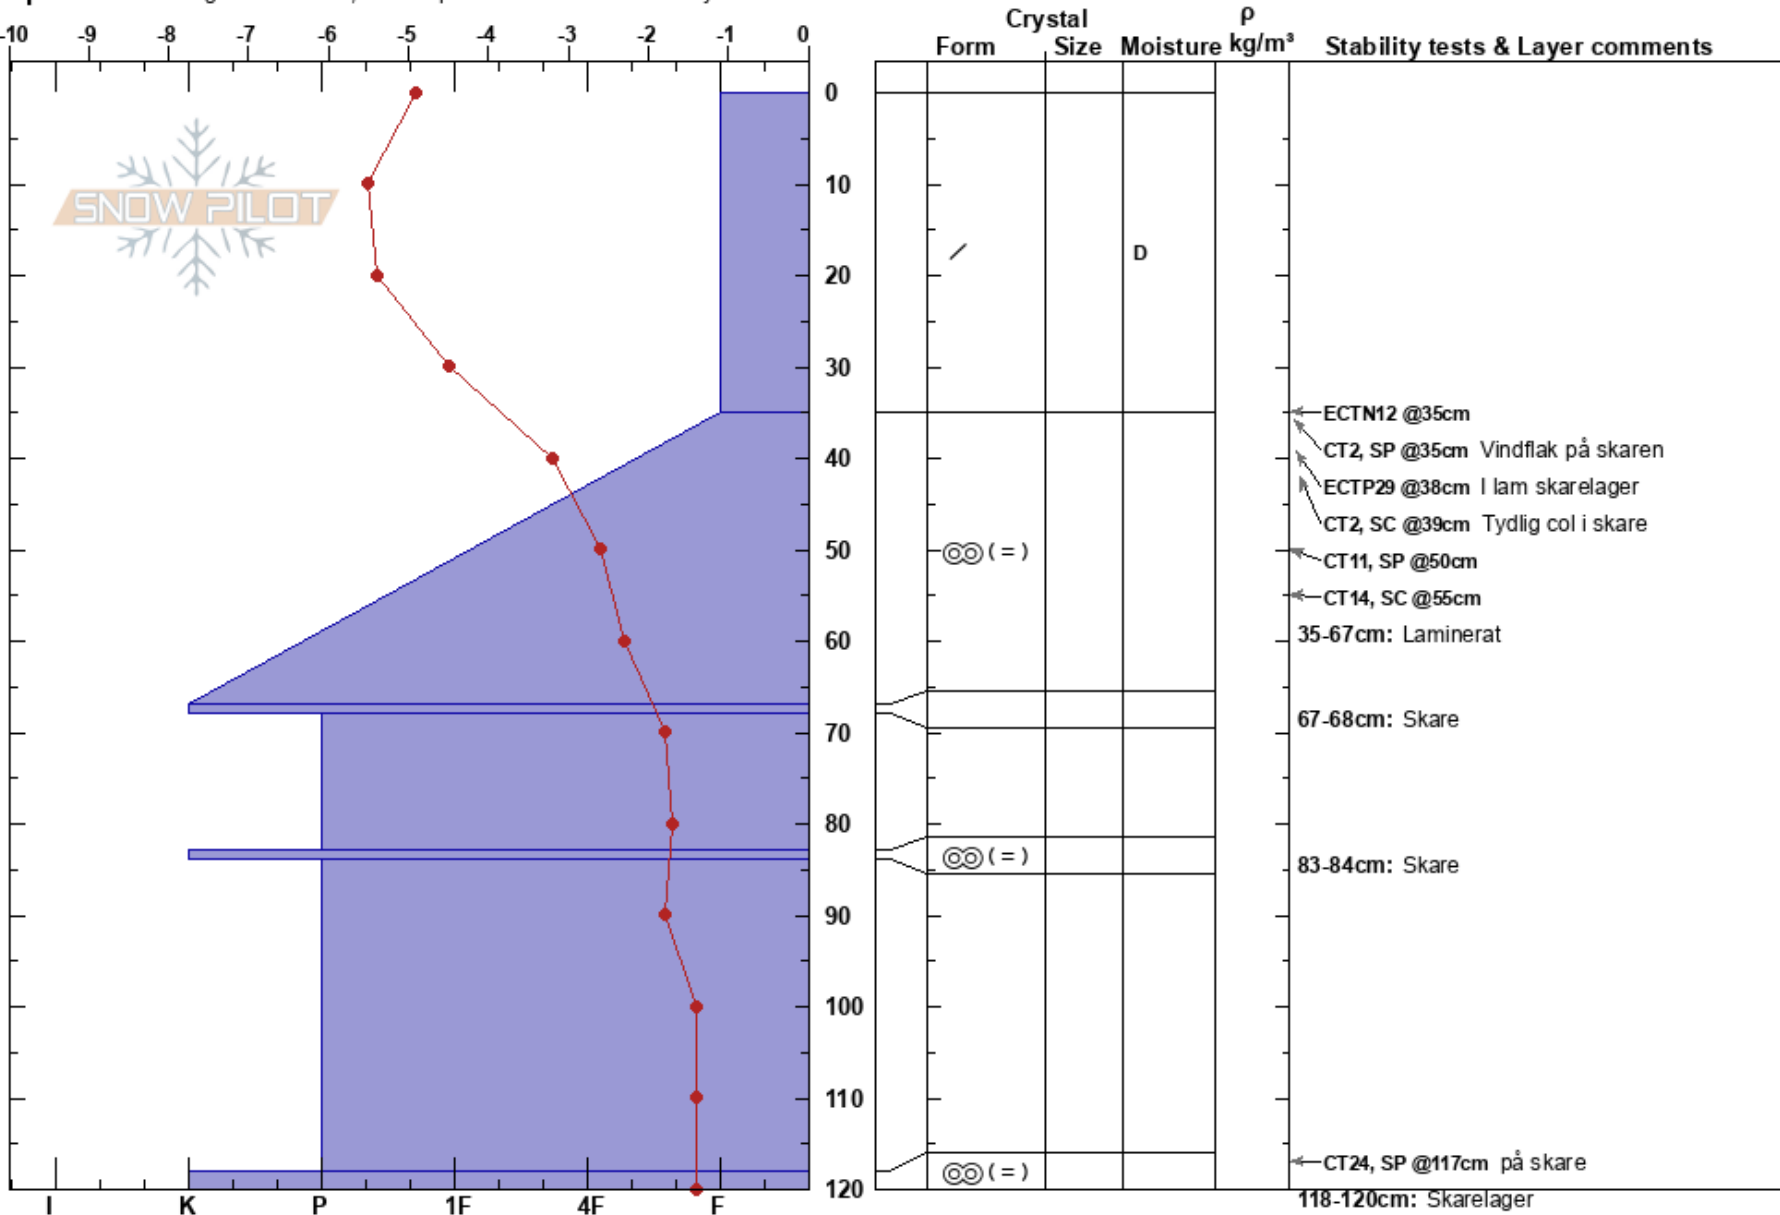 -10 -9 -8 -7 -6 -5 -4 -3 -2 -1 0
Crystal ρ
Form Size Moisture kg/m³ Stability tests & Layer comments
SNOW PILOT
0
10
D
20
30
ECTN12 @35cm
CT2, SP @35cm Vindflak på skaren
40
ECTP29 @38cm I lam skarelager
CT2, SC @39cm Tydlig col i skare
50
(=)
CT11, SP @50cm
CT14, SC @55cm
60
35-67cm: Laminerat
67-68cm: Skare
70
80
(=)
83-84cm: Skare
90
100
110
(=)
CT24, SP @117cm på skare
120
118-120cm: Skarelager
I K P 1F 4F F